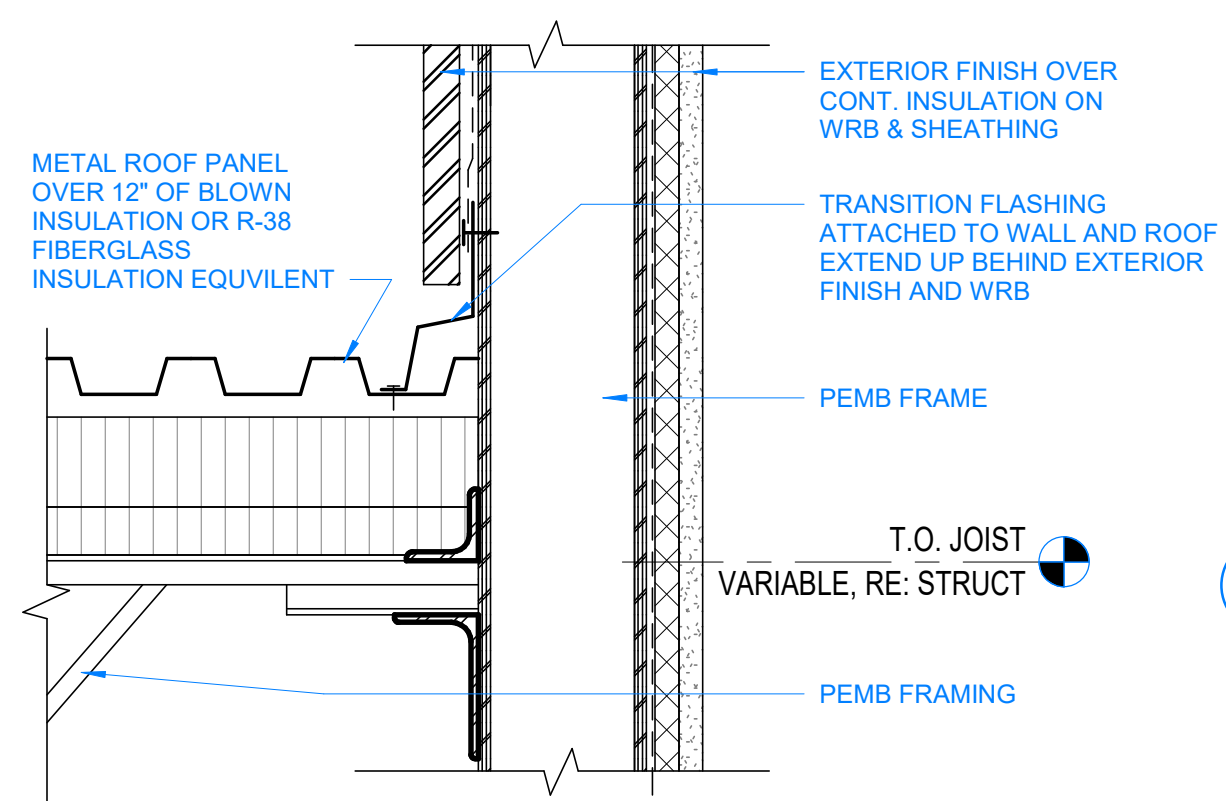 EXTERIOR FINISH OVER
CONT. INSULATION ON
WRB & SHEATHING
METAL ROOF PANEL
OVER 12" OF BLOWN
INSULATION OR R-38
FIBERGLASS
INSULATION EQUVILENT
TRANSITION FLASHING
ATTACHED TO WALL AND ROOF
EXTEND UP BEHIND EXTERIOR
FINISH AND WRB
PEMB FRAME
T.O. JOIST
VARIABLE, RE: STRUCT
PEMB FRAMING